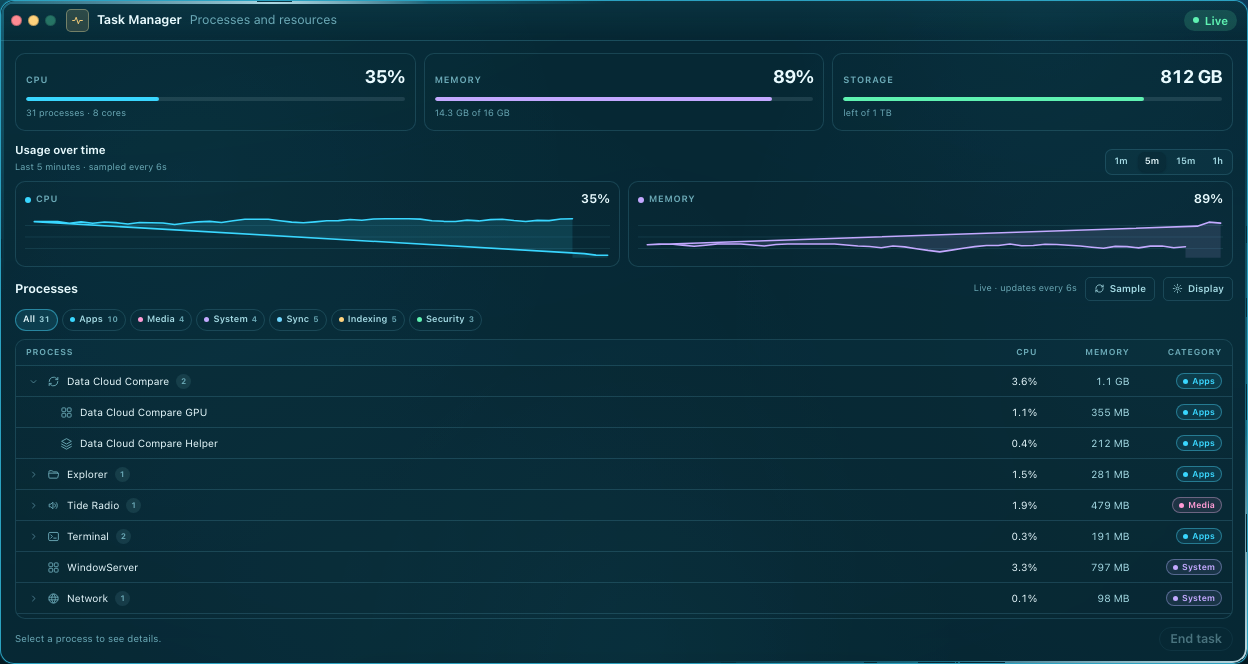 Task Manager Processes and resources Live
CPU 35%
31 processes · 8 cores
MEMORY 89%
14.3 GB of 16 GB
STORAGE 812 GB
left of 1 TB
Usage over time
Last 5 minutes · sampled every 6s
1m 5m 15m 1h
CPU 35%
MEMORY 89%
Processes
Live · updates every 6s Sample Display
All 31 Apps 10 Media 4 System 4 Sync 5 Indexing 5 Security 3
PROCESS CPU MEMORY CATEGORY
Data Cloud Compare 2 3.6% 1.1 GB Apps
Data Cloud Compare GPU 1.1% 355 MB Apps
Data Cloud Compare Helper 0.4% 212 MB Apps
Explorer 1 1.5% 281 MB Apps
Tide Radio 1 1.9% 479 MB Media
Terminal 2 0.3% 191 MB Apps
WindowServer 3.3% 797 MB System
Network 1 0.1% 98 MB System
Select a process to see details. End task